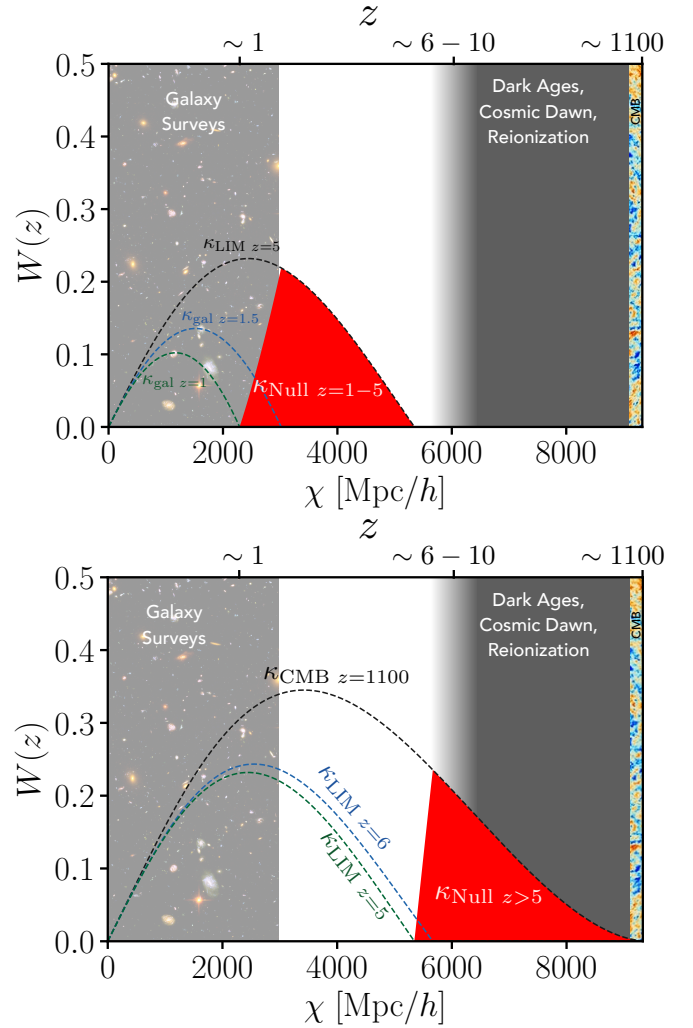 z
∼ 1
∼ 6 − 10
∼ 1100
0.5
0.4
0.3
0.2
0.1
0.0
W(z)
Galaxy
Surveys
Dark Ages,
Cosmic Dawn,
Reionization
CMB
κLIM z=5
κgal z=1.5
κgal z=1
κNull z=1−5
0
2000
4000
6000
8000
χ [Mpc/h]
z
∼ 1
∼ 6 − 10
∼ 1100
0.5
0.4
0.3
0.2
0.1
0.0
W(z)
Galaxy
Surveys
Dark Ages,
Cosmic Dawn,
Reionization
CMB
κCMB z=1100
κLIM z=6
κLIM z=5
κNull z>5
0
2000
4000
6000
8000
χ [Mpc/h]